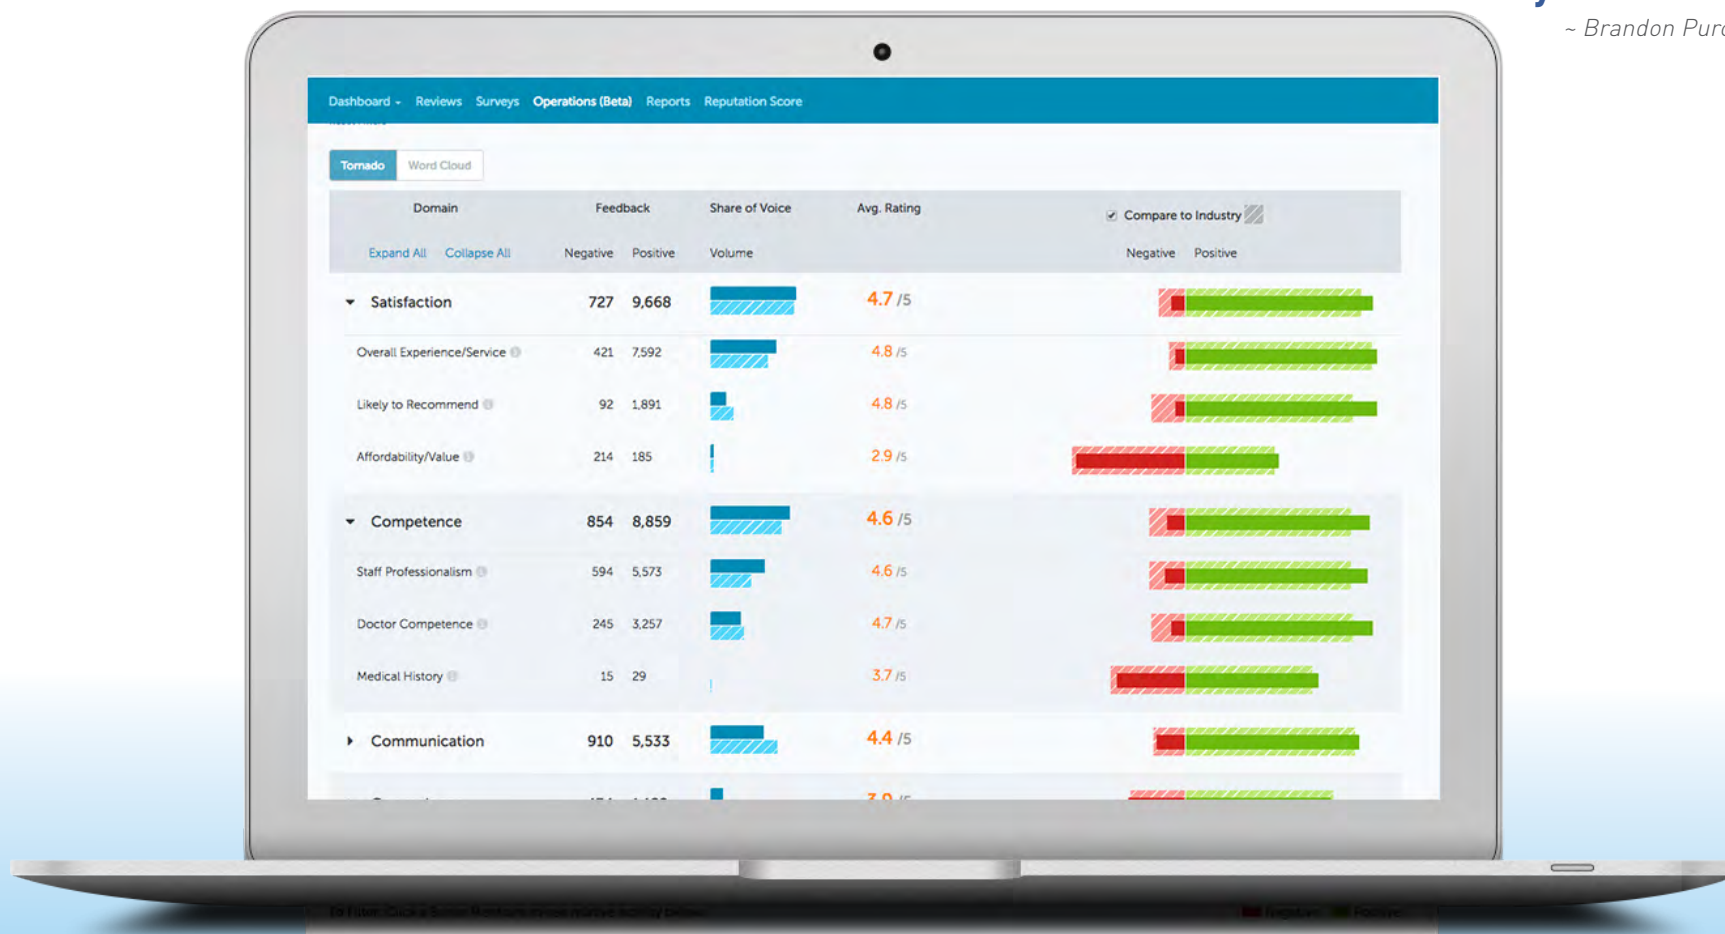 ~ Brandon
Dashboard Reviews Surveys Operations (Beta) Reports Reputation Score
Tornado Word Cloud
Domain Feedback Share of Voice Avg. Rating Compare to Industry
Expand All Collapse All Negative Positive Volume Negative Positive
Satisfaction 727 9,668 4.7 /5
Overall Experience/Service 421 7,592 4.8 /5
Likely to Recommend 92 1,891 4.8 /5
Affordability/Value 214 185 2.9 /5
Competence 854 8,859 4.6 /5
Staff Professionalism 594 5,573 4.6 /5
Doctor Competence 245 3,257 4.7 /5
Medical History 15 29 3.7 /5
Communication 910 5,533 4.4 /5